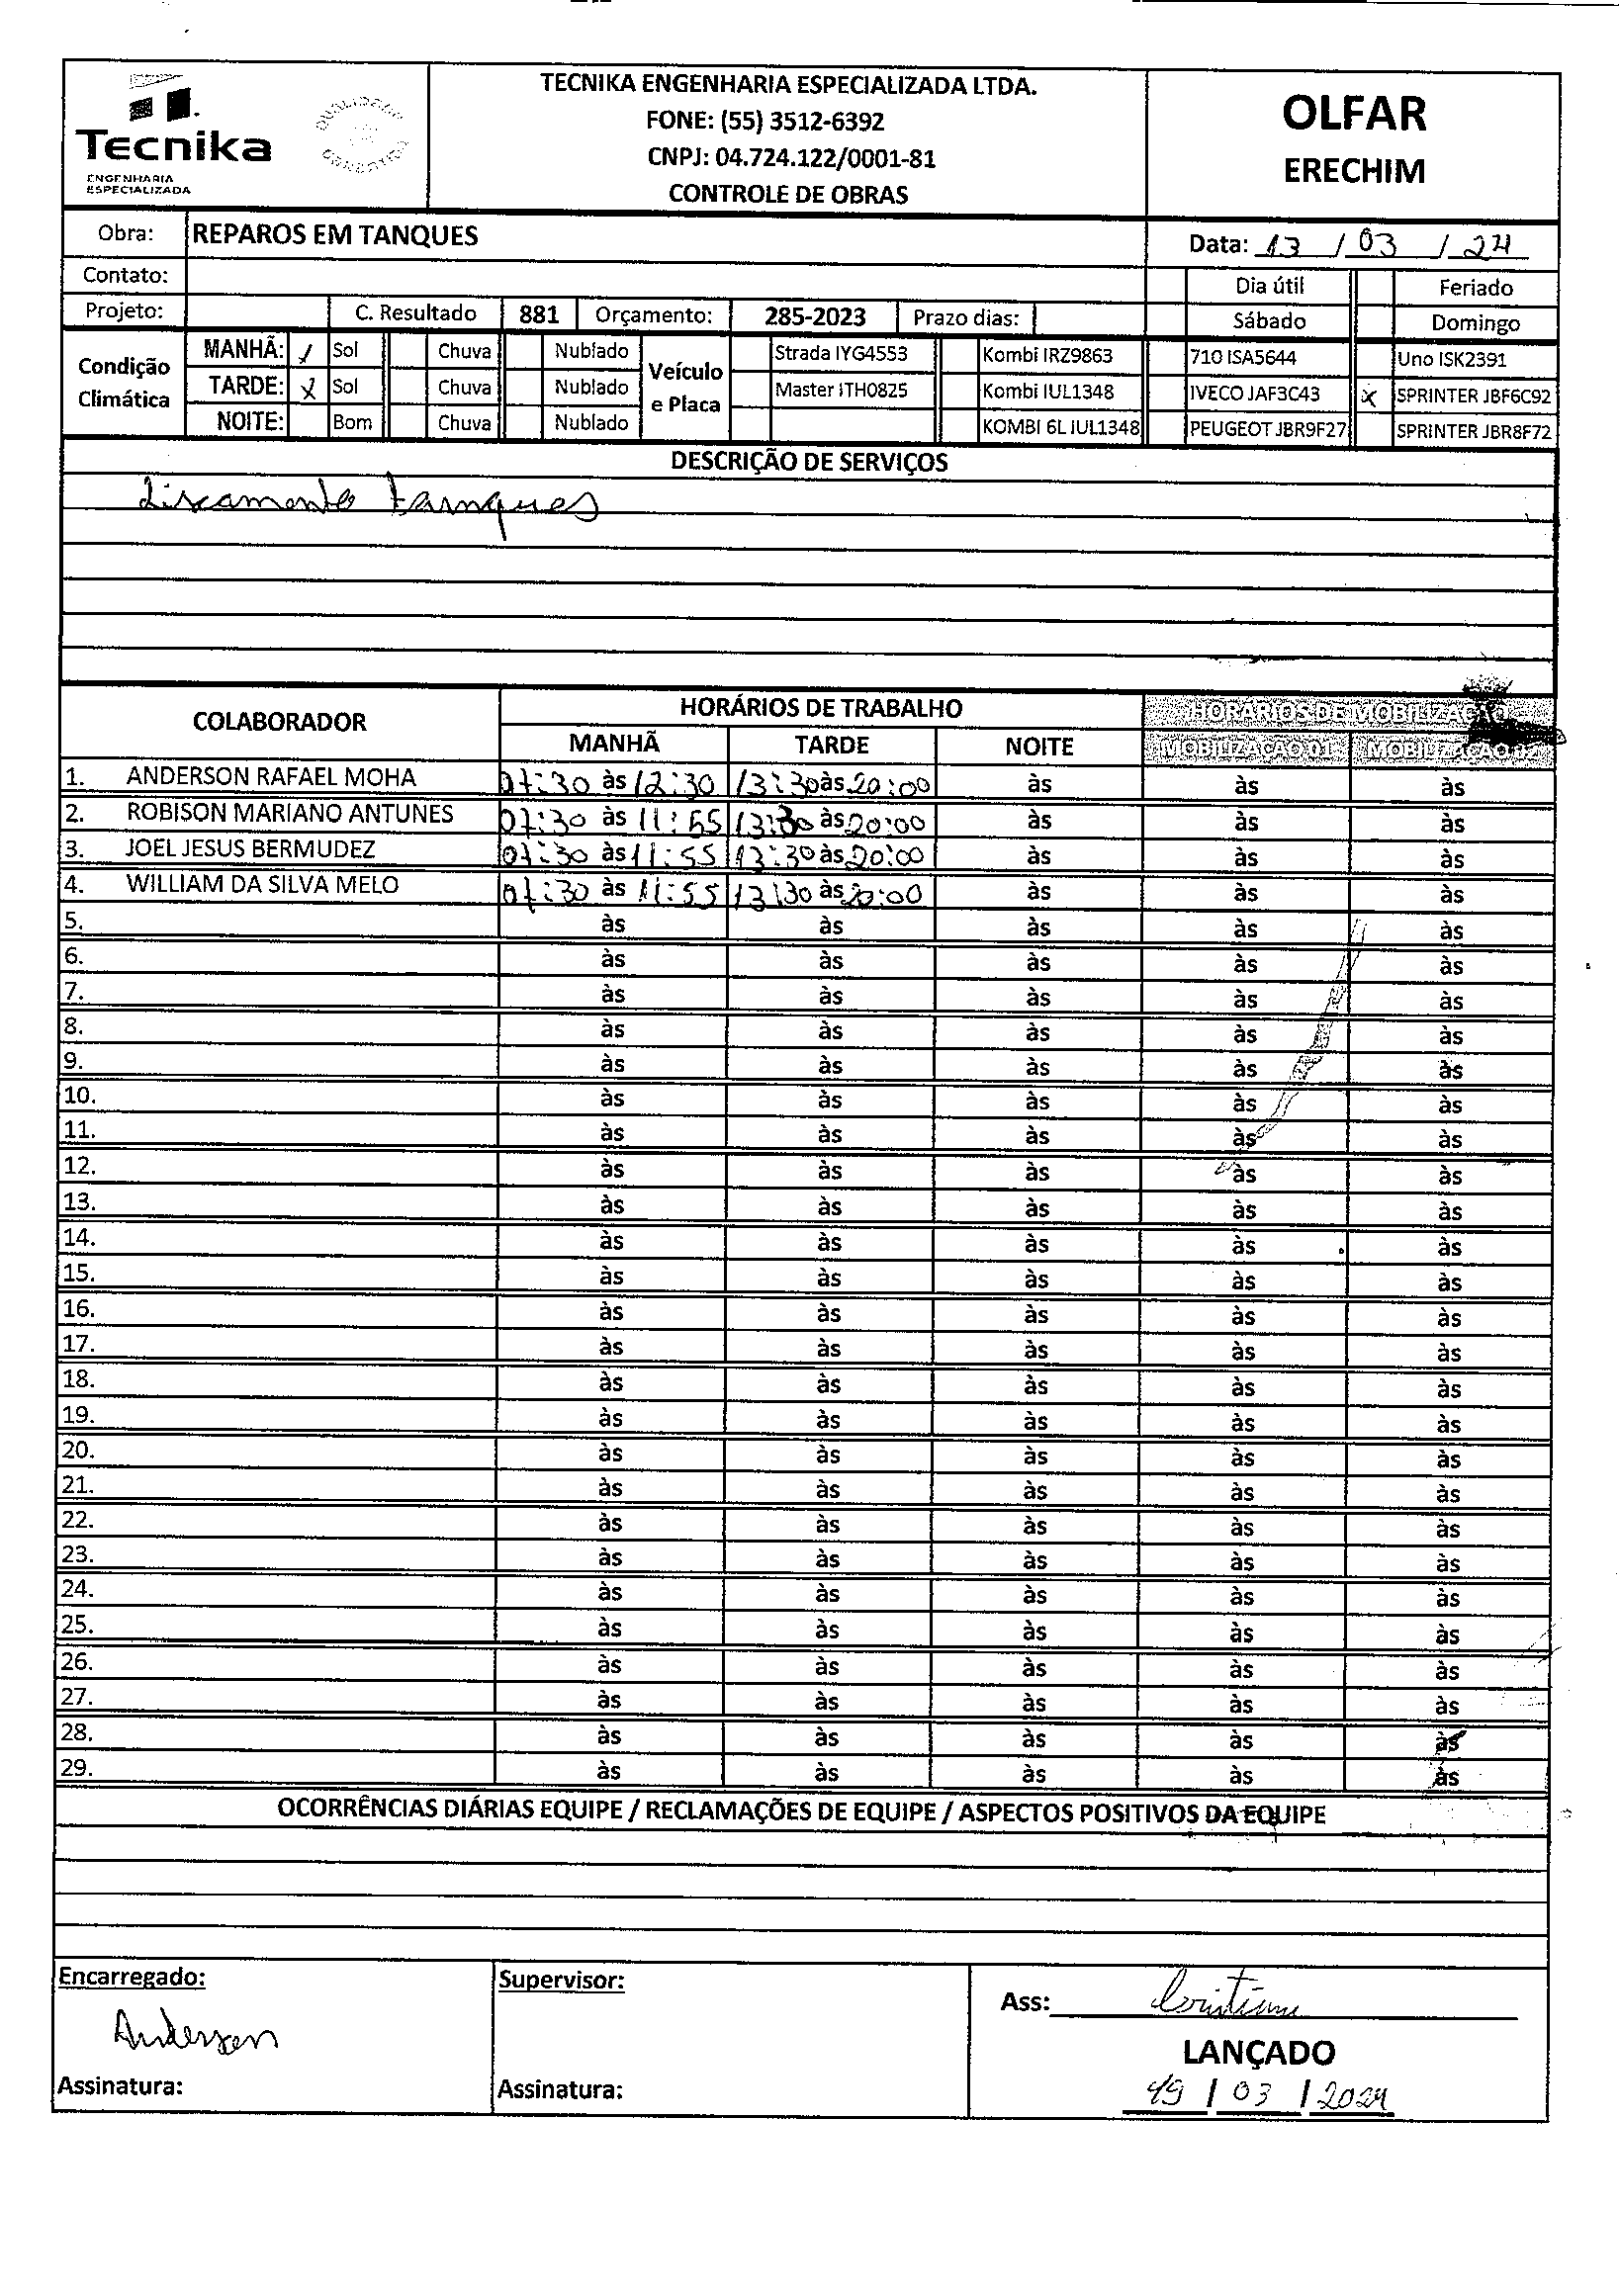 Tecnika
ENGENHARIA
ESPECIALIZADA
TECNIKA ENGENHARIA ESPECIALIZADA LTDA.
FONE: (55) 3512-6392
CNPJ: 04.724.122/0001-81
CONTROLE DE OBRAS
OLFAR
ERECHIM
Obra: REPAROS EM TANQUES
Data: 13 / 03 / 24
Contato:
Dia útil Feriado
Projeto: C. Resultado 881 Orçamento: 285-2023 Prazo dias: Sábado Domingo
Condição Climática
MANHÃ: / Sol Chuva Nublado
TARDE: X Sol Chuva Nublado
NOITE: Bom Chuva Nublado
Veículo e Placa
Strada IYG4553 Kombi IRZ9863 710 ISA5644 Uno ISK2391
Master ITH0825 Kombi IUL1348 IVECO JAF3C43 X SPRINTER JBF6C92
KOMBI 6L IUL1348 PEUGEOT JBR9F27 SPRINTER JBR8F72
DESCRIÇÃO DE SERVIÇOS
tanques
COLABORADOR HORÁRIOS DE TRABALHO HORÁRIOS DE MOBILIZAÇÃO
MANHÃ TARDE NOITE MOBILIZAÇÃO 01 MOBILIZAÇÃO
1. ANDERSON RAFAEL MOHA 07:30 às 12:30 13:30 às 20:00 às às às
2. ROBISON MARIANO ANTUNES 07:30 às 11:55 13:30 às 20:00 às às às
3. JOEL JESUS BERMUDEZ 07:30 às 11:55 13:30 às 20:00 às às às
4. WILLIAM DA SILVA MELO 07:30 às 11:55 13:30 às 20:00 às às às
5. às às às às às
6. às às às às às
7. às às às às às
8. às às às às às
9. às às às às às
10. às às às às às
11. às às às às às
12. às às às às às
13. às às às às às
14. às às às às às
15. às às às às às
16. às às às às às
17. às às às às às
18. às às às às às
19. às às às às às
20. às às às às às
21. às às às às às
22. às às às às às
23. às às às às às
24. às às às às às
25. às às às às às
26. às às às às às
27. às às às às às
28. às às às às às
29. às às às às às
OCORRÊNCIAS DIÁRIAS EQUIPE / RECLAMAÇÕES DE EQUIPE / ASPECTOS POSITIVOS DA EQUIPE
Encarregado:
Anderson
Assinatura:
Supervisor:
Assinatura:
Ass:
LANÇADO
19 / 03 / 2024